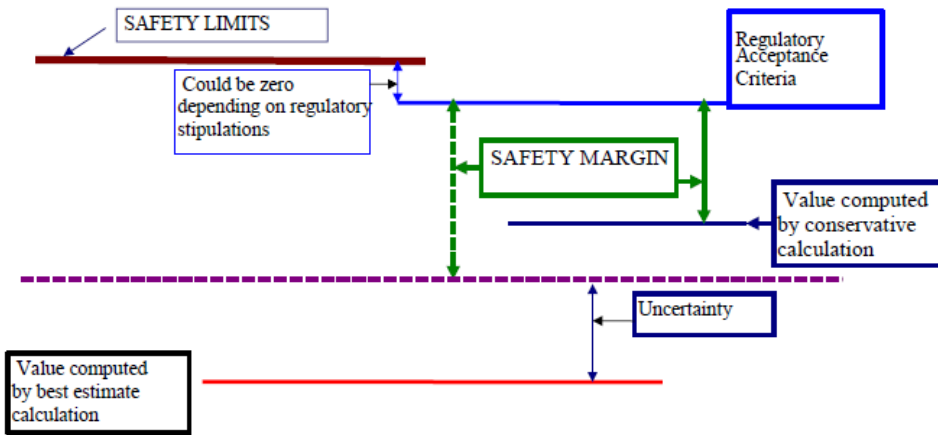 SAFETY LIMITS
Regulatory
Acceptance
Criteria
Could be zero
depending on regulatory
stipulations
SAFETY MARGIN
Value computed
by conservative
calculation
Uncertainty
Value computed
by best estimate
calculation